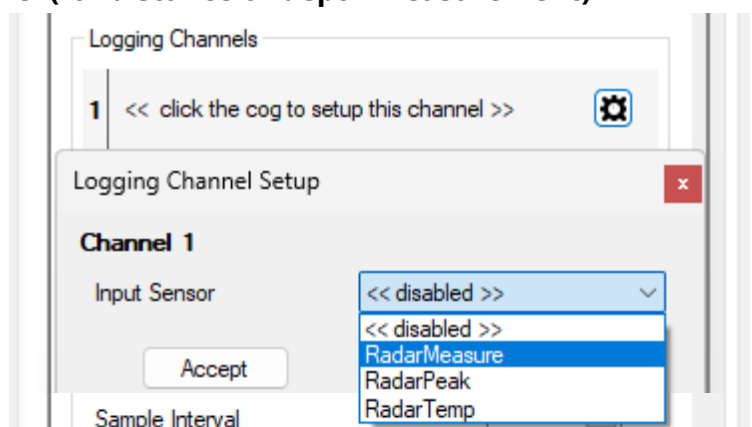 Logging Channels
1 << click the cog to setup this channel >>
Logging Channel Setup
x
Channel 1
Input Sensor << disabled >>
<< disabled >>
RadarMeasure
Accept
RadarPeak
RadarTemp
Sample Interval